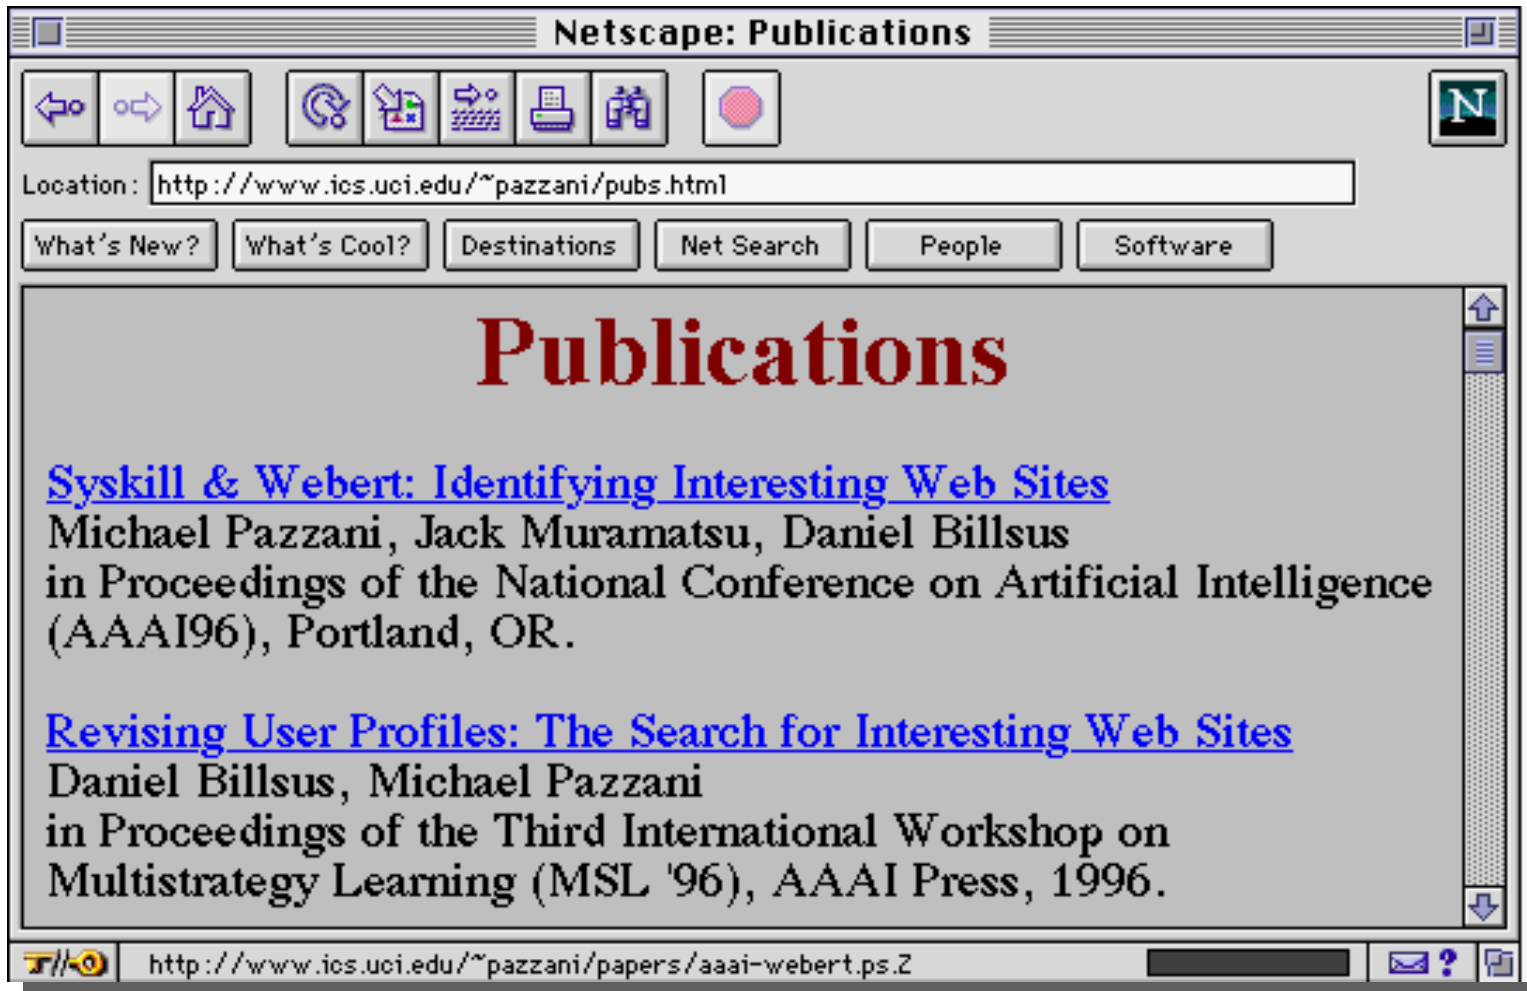 Netscape: Publications
N
Location: http://www.ics.uci.edu/~pazzani/pubs.html
What's New? What's Cool? Destinations Net Search People Software
Publications
Syskill & Webert: Identifying Interesting Web Sites
Michael Pazzani, Jack Muramatsu, Daniel Billsus
in Proceedings of the National Conference on Artificial Intelligence
(AAAI96), Portland, OR.
Revising User Profiles: The Search for Interesting Web Sites
Daniel Billsus, Michael Pazzani
in Proceedings of the Third International Workshop on
Multistrategy Learning (MSL '96), AAAI Press, 1996.
http://www.ics.uci.edu/~pazzani/papers/aaai-webert.ps.Z ?